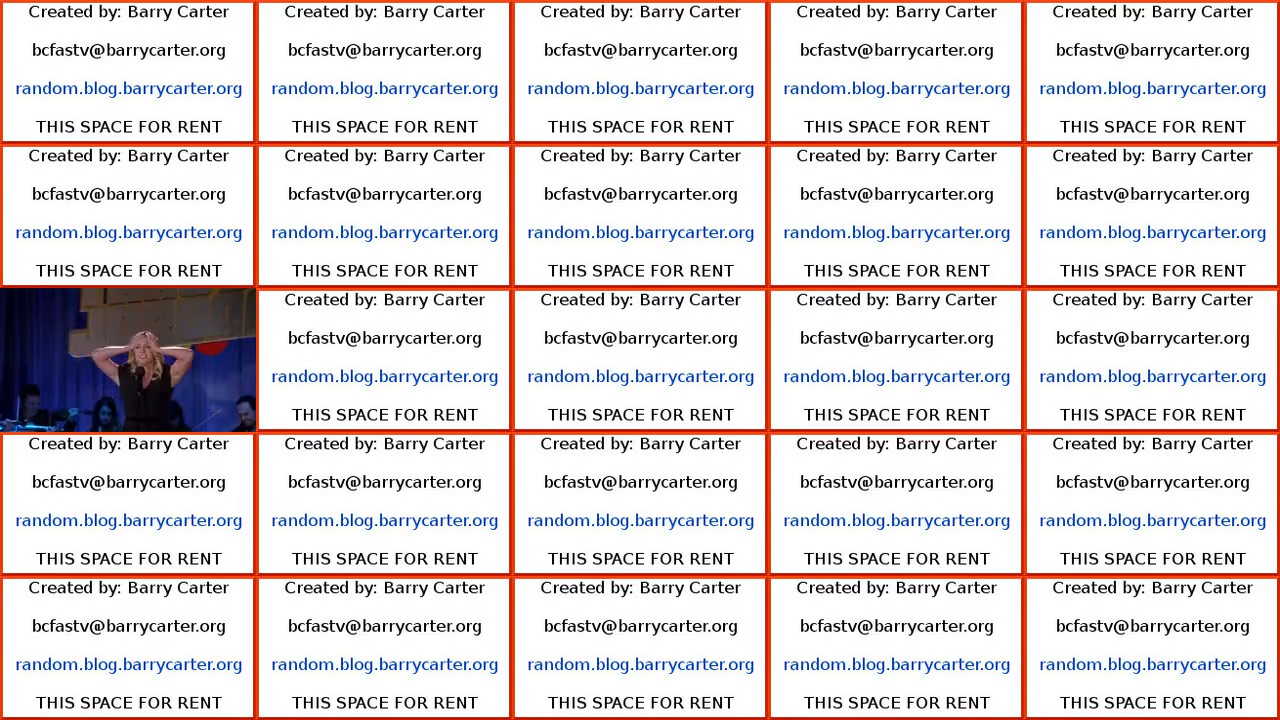 Created by: Barry Carter
bcfastv@barrycarter.org
random.blog.barrycarter.org
THIS SPACE FOR RENT
Created by: Barry Carter
bcfastv@barrycarter.org
random.blog.barrycarter.org
THIS SPACE FOR RENT
Created by: Barry Carter
bcfastv@barrycarter.org
random.blog.barrycarter.org
THIS SPACE FOR RENT
Created by: Barry Carter
bcfastv@barrycarter.org
random.blog.barrycarter.org
THIS SPACE FOR RENT
Created by: Barry Carter
bcfastv@barrycarter.org
random.blog.barrycarter.org
THIS SPACE FOR RENT
Created by: Barry Carter
bcfastv@barrycarter.org
random.blog.barrycarter.org
THIS SPACE FOR RENT
Created by: Barry Carter
bcfastv@barrycarter.org
random.blog.barrycarter.org
THIS SPACE FOR RENT
Created by: Barry Carter
bcfastv@barrycarter.org
random.blog.barrycarter.org
THIS SPACE FOR RENT
Created by: Barry Carter
bcfastv@barrycarter.org
random.blog.barrycarter.org
THIS SPACE FOR RENT
Created by: Barry Carter
bcfastv@barrycarter.org
random.blog.barrycarter.org
THIS SPACE FOR RENT
Created by: Barry Carter
bcfastv@barrycarter.org
random.blog.barrycarter.org
THIS SPACE FOR RENT
Created by: Barry Carter
bcfastv@barrycarter.org
random.blog.barrycarter.org
THIS SPACE FOR RENT
Created by: Barry Carter
bcfastv@barrycarter.org
random.blog.barrycarter.org
THIS SPACE FOR RENT
Created by: Barry Carter
bcfastv@barrycarter.org
random.blog.barrycarter.org
THIS SPACE FOR RENT
Created by: Barry Carter
bcfastv@barrycarter.org
random.blog.barrycarter.org
THIS SPACE FOR RENT
Created by: Barry Carter
bcfastv@barrycarter.org
random.blog.barrycarter.org
THIS SPACE FOR RENT
Created by: Barry Carter
bcfastv@barrycarter.org
random.blog.barrycarter.org
THIS SPACE FOR RENT
Created by: Barry Carter
bcfastv@barrycarter.org
random.blog.barrycarter.org
THIS SPACE FOR RENT
Created by: Barry Carter
bcfastv@barrycarter.org
random.blog.barrycarter.org
THIS SPACE FOR RENT
Created by: Barry Carter
bcfastv@barrycarter.org
random.blog.barrycarter.org
THIS SPACE FOR RENT
Created by: Barry Carter
bcfastv@barrycarter.org
random.blog.barrycarter.org
THIS SPACE FOR RENT
Created by: Barry Carter
bcfastv@barrycarter.org
random.blog.barrycarter.org
THIS SPACE FOR RENT
Created by: Barry Carter
bcfastv@barrycarter.org
random.blog.barrycarter.org
THIS SPACE FOR RENT
Created by: Barry Carter
bcfastv@barrycarter.org
random.blog.barrycarter.org
THIS SPACE FOR RENT